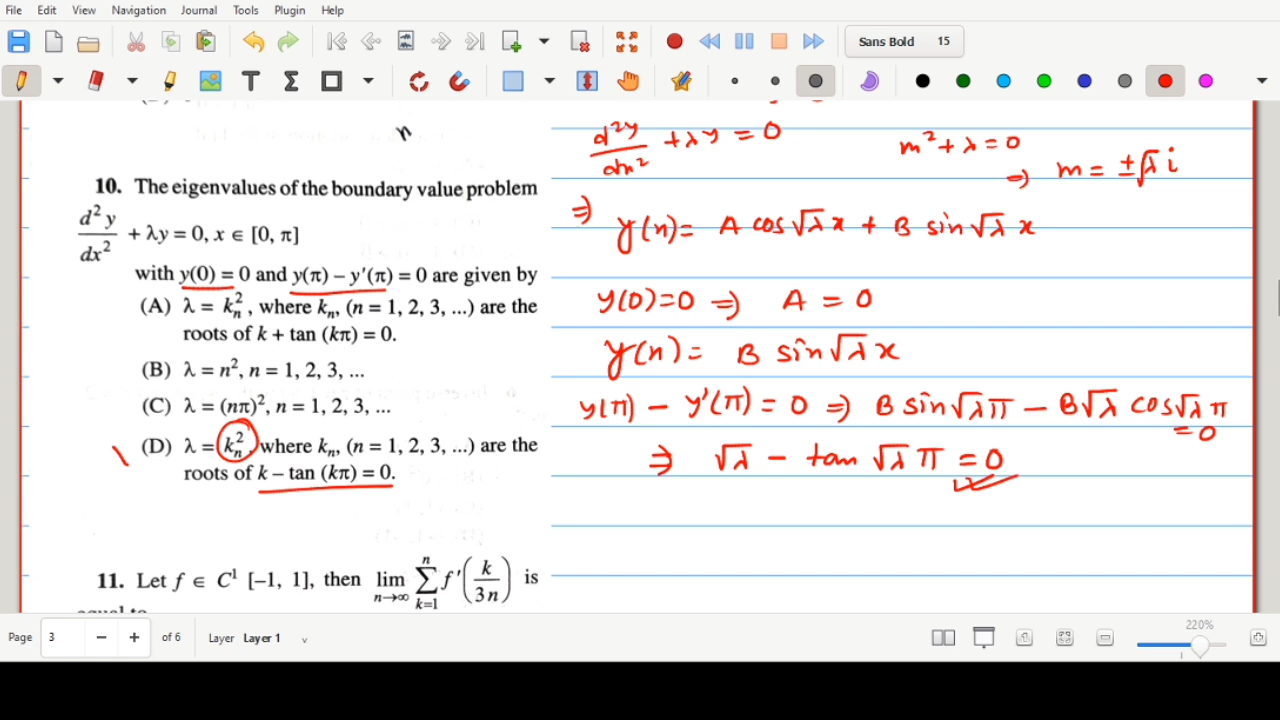 File Edit View Navigation Journal Tools Plugin Help
Sans Bold 15
n
10. The eigenvalues of the boundary value problem
d²y/dx² + λy = 0, x ∈ [0, π]
with y(0) = 0 and y(π) – y′(π) = 0 are given by
(A) λ = kₙ², where kₙ, (n = 1, 2, 3, ...) are the
roots of k + tan (kπ) = 0.
(B) λ = n², n = 1, 2, 3, ...
(C) λ = (nπ)², n = 1, 2, 3, ...
(D) λ = kₙ², where kₙ, (n = 1, 2, 3, ...) are the
roots of k – tan (kπ) = 0.
11. Let f ∈ C¹ [–1, 1], then lim n→∞ Σ k=1 n f′(k/3n) is
d²y/dx² + λy = 0
m² + λ = 0
⇒ m = ±√λ i
⇒ y(x) = A cos√λ x + B sin√λ x
y(0)=0 ⇒ A = 0
y(x) = B sin√λ x
y(π) – y′(π) = 0 ⇒ B sin√λ π – B√λ cos√λ π
= 0
⇒ √λ – tan √λ π = 0
Page 3 – + of 6 Layer Layer 1 220%